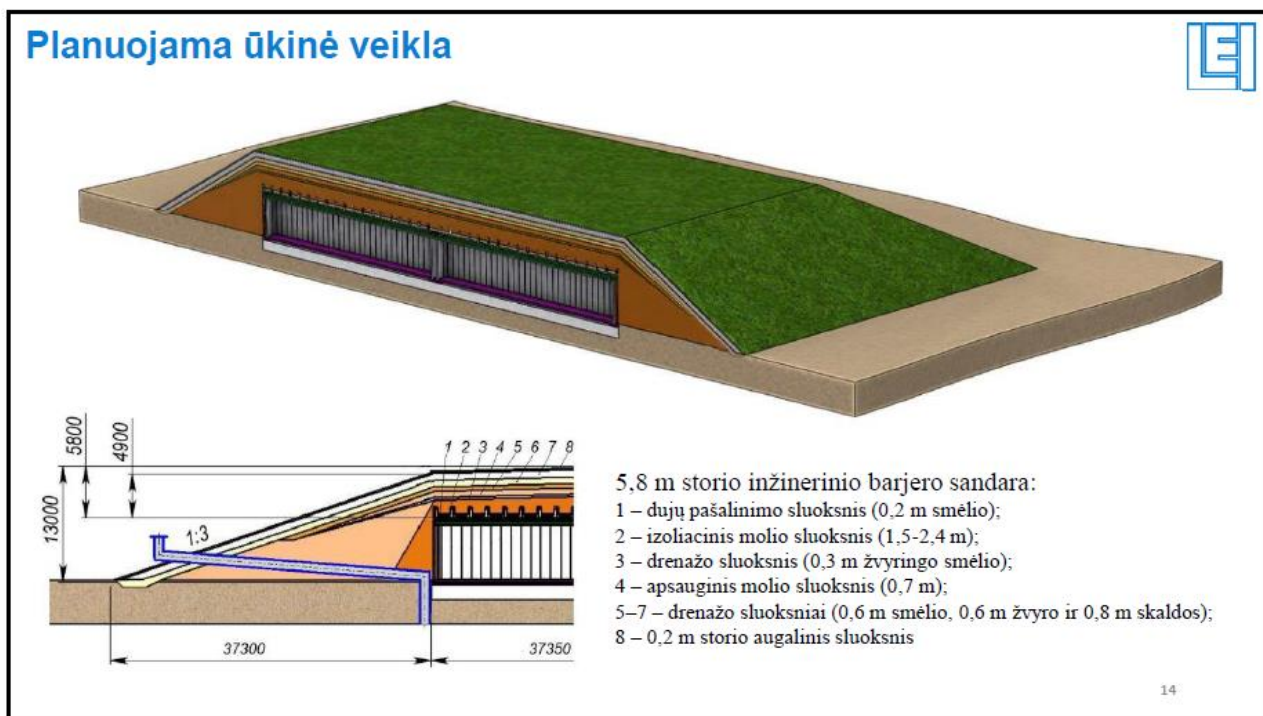 Planuojama ūkinė veikla
LEI
5800
4900
13000
1 2 3 4 5 6 7 8
1:3
37300
37350
5,8 m storio inžinerinio barjero sandara:
1 – dujų pašalinimo sluoksnis (0,2 m smėlio);
2 – izoliacinis molio sluoksnis (1,5-2,4 m);
3 – drenažo sluoksnis (0,3 m žvyringo smėlio);
4 – apsauginis molio sluoksnis (0,7 m);
5–7 – drenažo sluoksniai (0,6 m smėlio, 0,6 m žvyro ir 0,8 m skaldos);
8 – 0,2 m storio augalinis sluoksnis
14